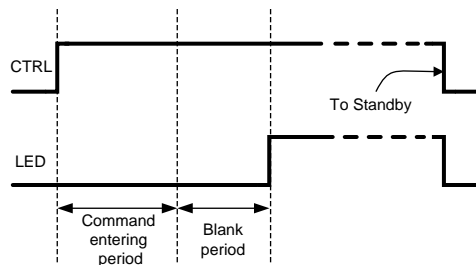 CTRL
To Standby
LED
Command
entering
period
Blank
period